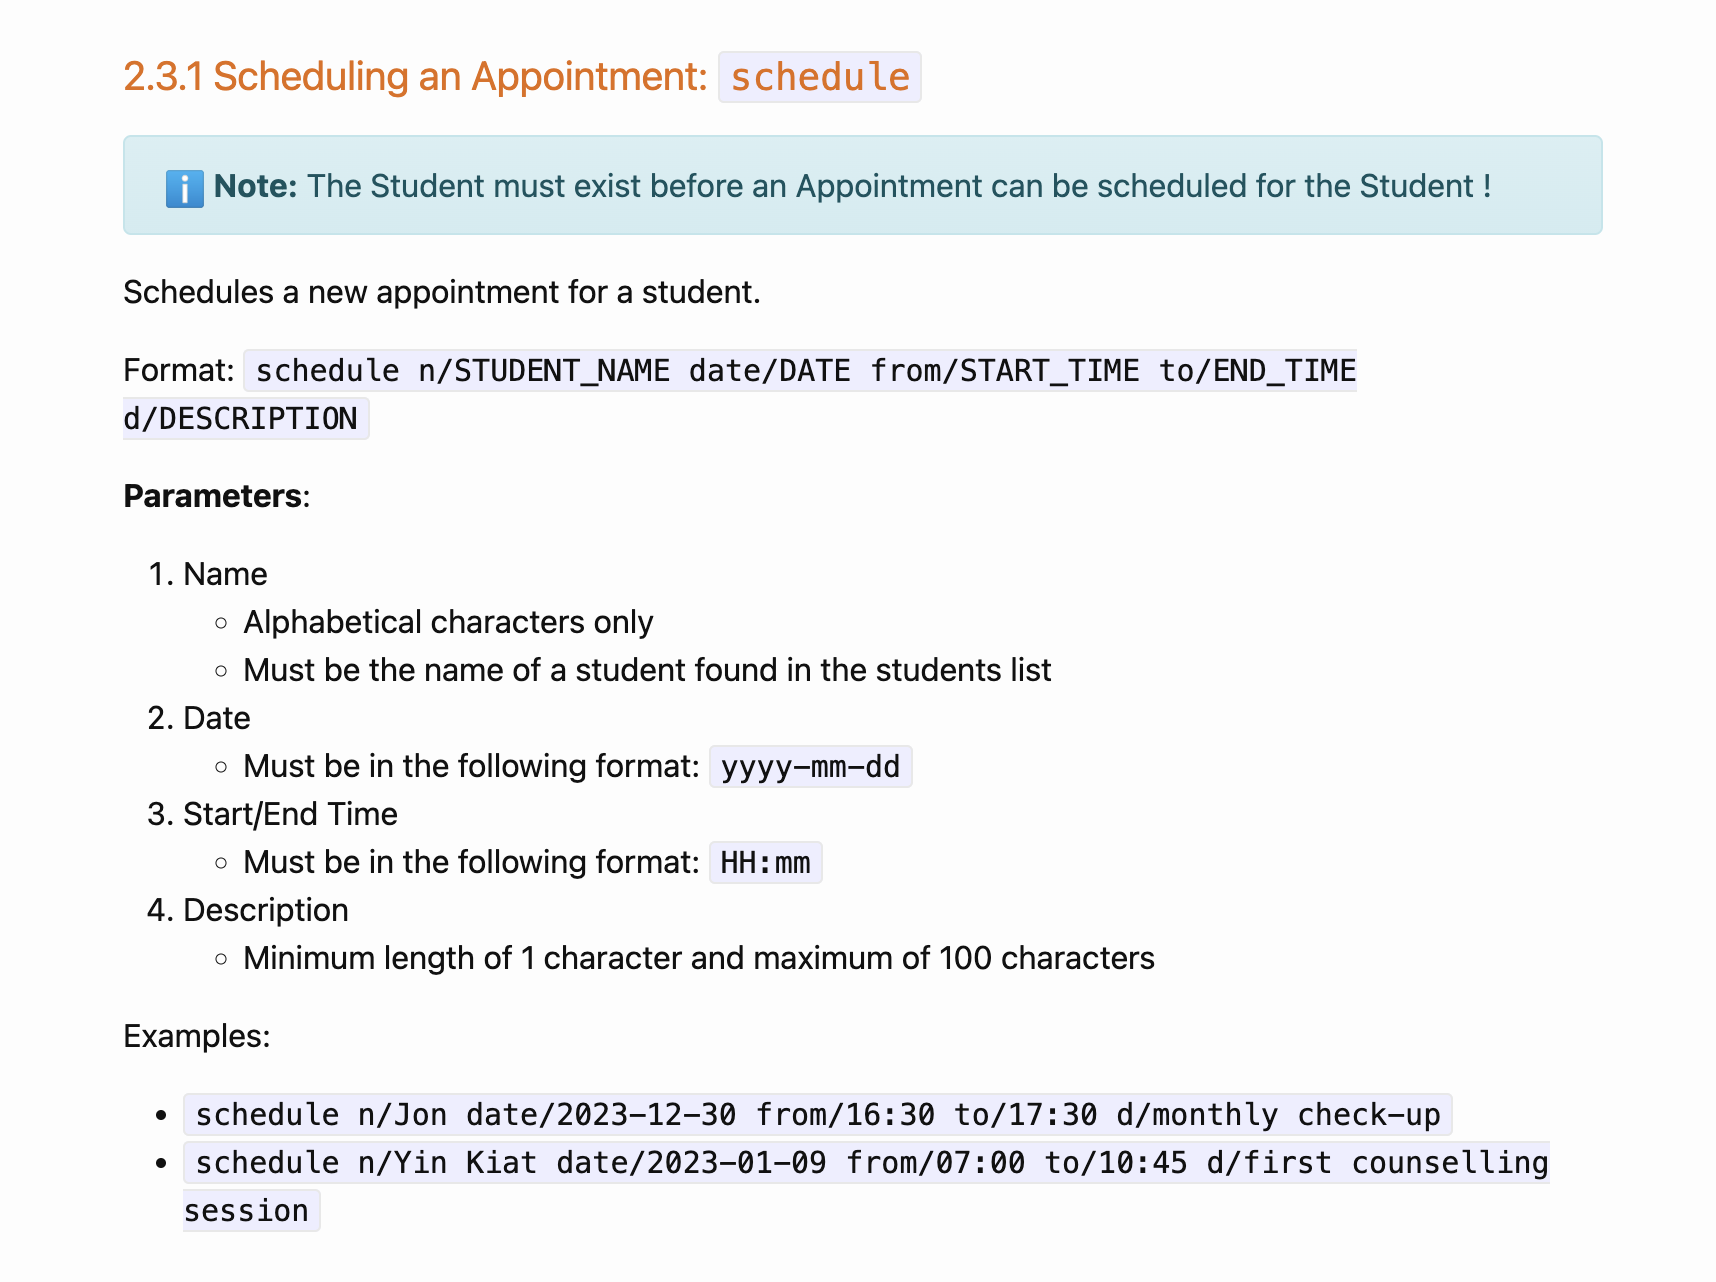 2.3.1 Scheduling an Appointment: schedule
ℹ️ Note: The Student must exist before an Appointment can be scheduled for the Student !
Schedules a new appointment for a student.
Format: schedule n/STUDENT_NAME date/DATE from/START_TIME to/END_TIME
d/DESCRIPTION
Parameters:
1. Name
○ Alphabetical characters only
○ Must be the name of a student found in the students list
2. Date
○ Must be in the following format: yyyy-mm-dd
3. Start/End Time
○ Must be in the following format: HH:mm
4. Description
○ Minimum length of 1 character and maximum of 100 characters
Examples:
• schedule n/Jon date/2023-12-30 from/16:30 to/17:30 d/monthly check-up
• schedule n/Yin Kiat date/2023-01-09 from/07:00 to/10:45 d/first counselling
session